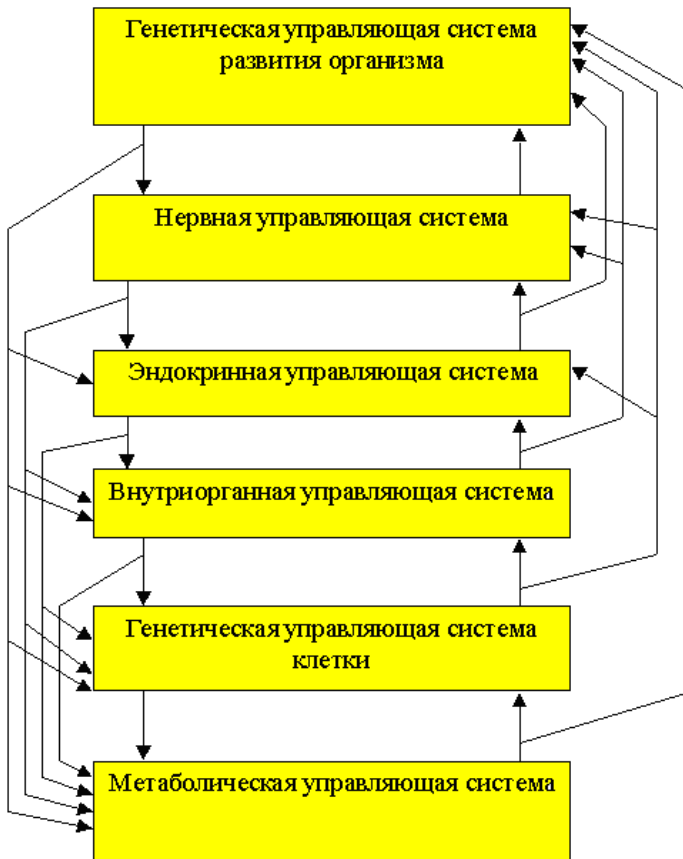 Генетическая управляющая система
развития организма
Нервная управляющая система
Эндокринная управляющая система
Внутриорганная управляющая система
Генетическая управляющая система
клетки
Метаболическая управляющая система